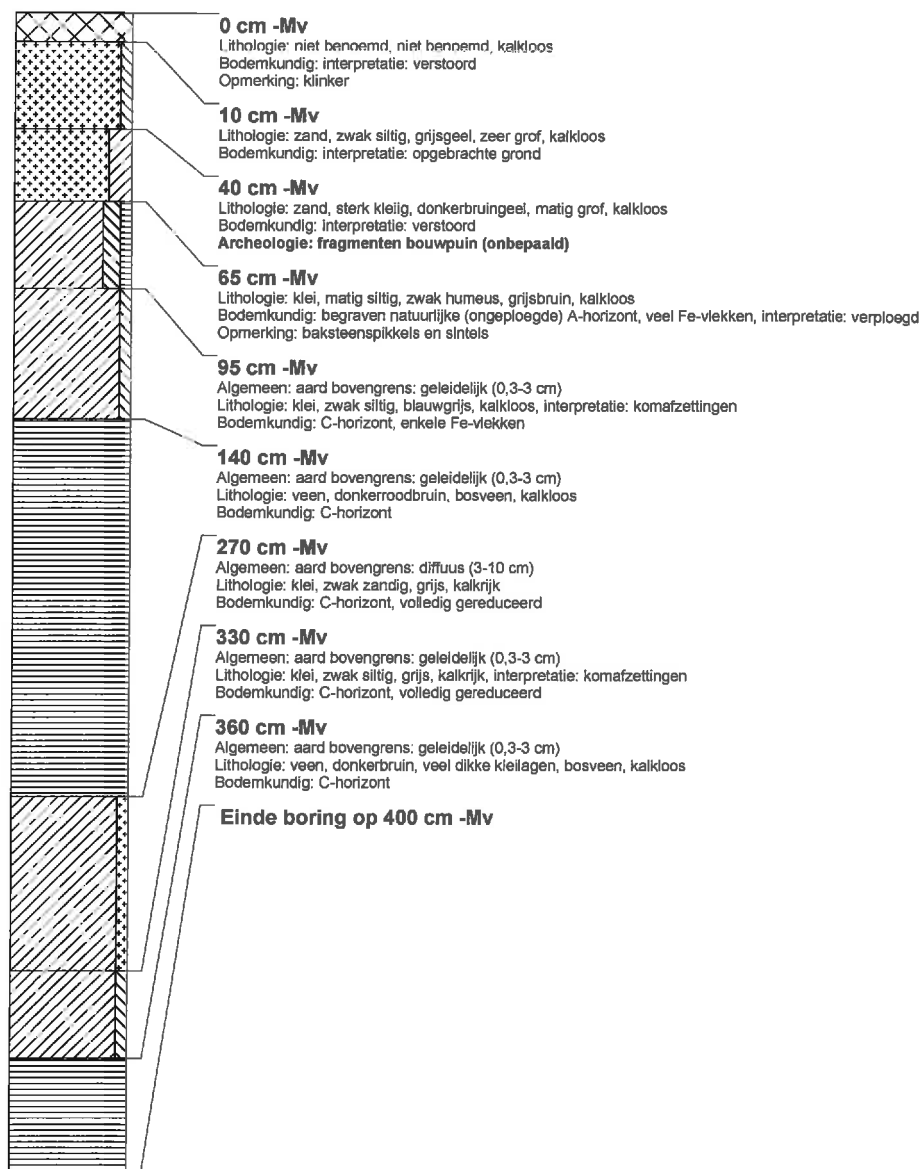 0 cm -Mv
Lithologie: niet benoemd, niet benoemd, kalkloos
Bodemkundig: interpretatie: verstoord
Opmerking: klinker
10 cm -Mv
Lithologie: zand, zwak siltig, grijsgeel, zeer grof, kalkloos
Bodemkundig: interpretatie: opgebrachte grond
40 cm -Mv
Lithologie: zand, sterk kleiig, donkerbruingeel, matig grof, kalkloos
Bodemkundig: interpretatie: verstoord
Archeologie: fragmenten bouwpuin (onbepaald)
65 cm -Mv
Lithologie: klei, matig siltig, zwak humeus, grijsbruin, kalkloos
Bodemkundig: begraven natuurlijke (ongeploegde) A-horizont, veel Fe-vlekken, interpretatie: verploegd
Opmerking: baksteenspikkels en sintels
95 cm -Mv
Algemeen: aard bovengrens: geleidelijk (0,3-3 cm)
Lithologie: klei, zwak siltig, blauwgrijs, kalkloos, interpretatie: komafzettingen
Bodemkundig: C-horizont, enkele Fe-vlekken
140 cm -Mv
Algemeen: aard bovengrens: geleidelijk (0,3-3 cm)
Lithologie: veen, donkerroodbruin, bosveen, kalkloos
Bodemkundig: C-horizont
270 cm -Mv
Algemeen: aard bovengrens: diffuus (3-10 cm)
Lithologie: klei, zwak zandig, grijs, kalkrijk
Bodemkundig: C-horizont, volledig gereduceerd
330 cm -Mv
Algemeen: aard bovengrens: geleidelijk (0,3-3 cm)
Lithologie: klei, zwak siltig, grijs, kalkrijk, interpretatie: komafzettingen
Bodemkundig: C-horizont, volledig gereduceerd
360 cm -Mv
Algemeen: aard bovengrens: geleidelijk (0,3-3 cm)
Lithologie: veen, donkerbruin, veel dikke kleilagen, bosveen, kalkloos
Bodemkundig: C-horizont
Einde boring op 400 cm -Mv